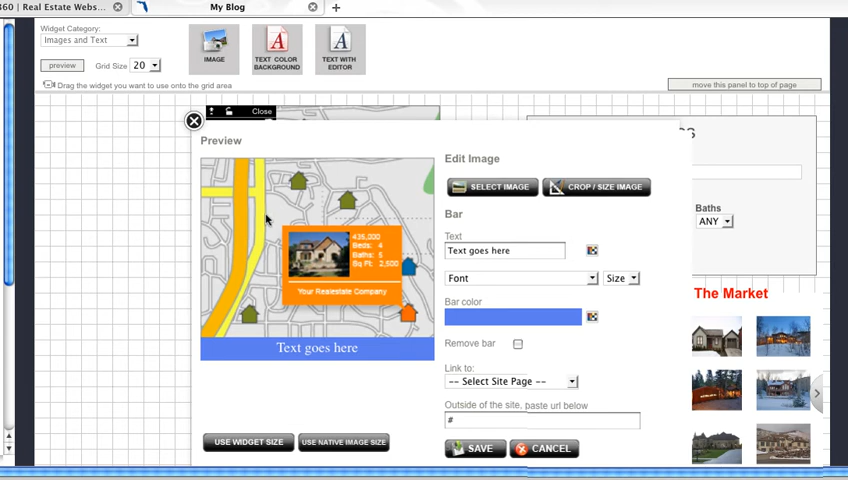 360 | Real Estate Webs...
My Blog
Widget Category:
Images and Text
IMAGE
TEXT COLOR
BACKGROUND
TEXT WITH
EDITOR
preview
Grid Size 20
Drag the widget you want to use onto the grid area
move this panel to top of page
Close
Preview
Edit Image
SELECT IMAGE
CROP / SIZE IMAGE
Bar
Text
Text goes here
Font
Size
Bar color
Remove bar
Link to:
-- Select Site Page --
Outside of the site, paste url below
#
SAVE
CANCEL
435,000
Beds: 4
Baths: 5
Sq Ft: 2,500
Your Realestate Company
Text goes here
USE WIDGET SIZE
USE NATIVE IMAGE SIZE
Baths
ANY
The Market